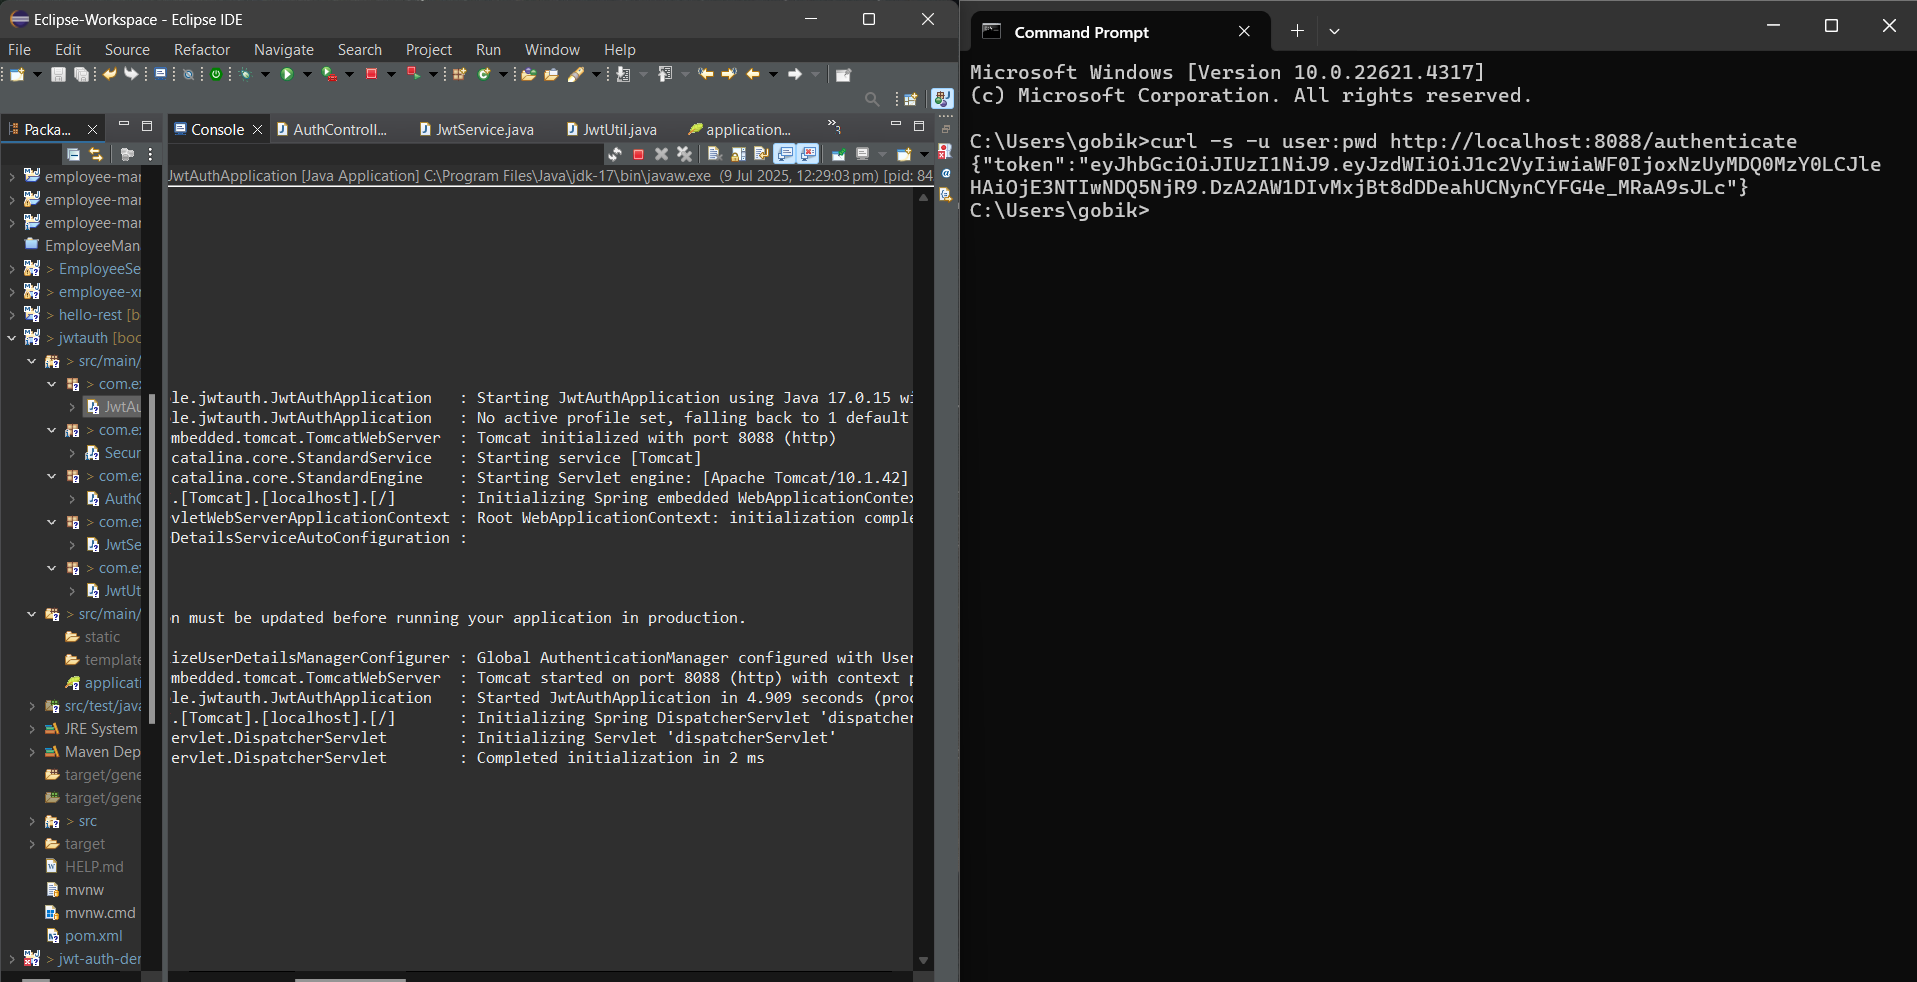 Eclipse-Workspace - Eclipse IDE
File Edit Source Refactor Navigate Search Project Run Window Help
Packa...
Console
AuthControll...
JwtService.java
JwtUtil.java
application...
3
JwtAuthApplication [Java Application] C:\Program Files\Java\jdk-17\bin\javaw.exe (9 Jul 2025, 12:29:03 pm) [pid: 84
employee-mar
employee-mar
employee-mar
EmployeeMan
> EmployeeSe
> employee-xr
> hello-rest [b
> jwtauth [boo
> src/main/
> com.ex
JwtAu
> com.ex
Secur
> com.ex
AuthC
> com.ex
JwtSe
> com.ex
JwtUt
> src/main/
static
template
applicati
src/test/java
JRE System
Maven Dep
target/gene
target/gene
> src
target
HELP.md
mvnw
mvnw.cmd
pom.xml
> jwt-auth-der
le.jwtauth.JwtAuthApplication : Starting JwtAuthApplication using Java 17.0.15 wi
le.jwtauth.JwtAuthApplication : No active profile set, falling back to 1 default
mbedded.tomcat.TomcatWebServer : Tomcat initialized with port 8088 (http)
catalina.core.StandardService : Starting service [Tomcat]
catalina.core.StandardEngine : Starting Servlet engine: [Apache Tomcat/10.1.42]
.[Tomcat].[localhost].[/] : Initializing Spring embedded WebApplicationContex
vletWebServerApplicationContext : Root WebApplicationContext: initialization comple
DetailsServiceAutoConfiguration :
n must be updated before running your application in production.
izeUserDetailsManagerConfigurer : Global AuthenticationManager configured with User
mbedded.tomcat.TomcatWebServer : Tomcat started on port 8088 (http) with context p
le.jwtauth.JwtAuthApplication : Started JwtAuthApplication in 4.909 seconds (proc
.[Tomcat].[localhost].[/] : Initializing Spring DispatcherServlet 'dispatcher
ervlet.DispatcherServlet : Initializing Servlet 'dispatcherServlet'
ervlet.DispatcherServlet : Completed initialization in 2 ms
Command Prompt
Microsoft Windows [Version 10.0.22621.4317]
(c) Microsoft Corporation. All rights reserved.
C:\Users\gobik>curl -s -u user:pwd http://localhost:8088/authenticate
{"token":"eyJhbGciOiJIUzI1NiJ9.eyJzdWIiOiJ1c2VyIiwiaWF0IjoxNzUyMDQ0MzY0LCJle
HAiOjE3NTIwNDQ5NjR9.DzA2AW1DIvMxjBt8dDDeahUCNynCYFG4e_MRaA9sJLc"}
C:\Users\gobik>